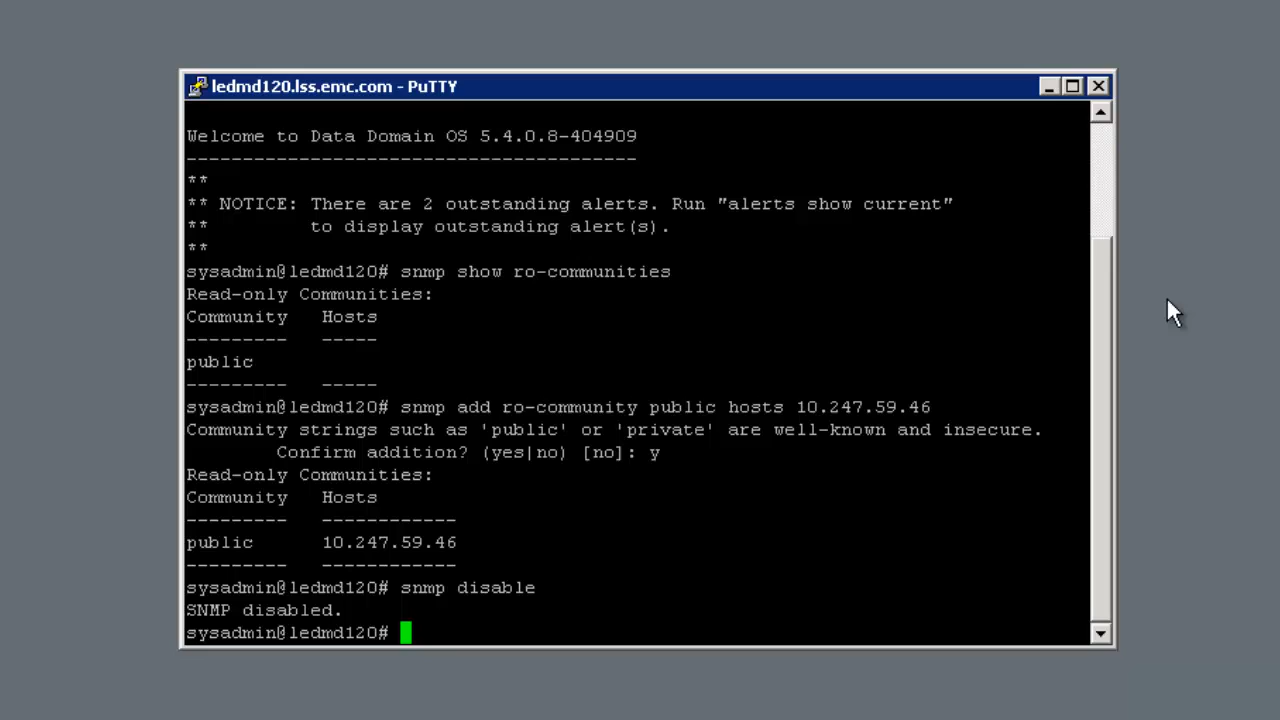 ledmd120.lss.emc.com - PuTTY
Welcome to Data Domain OS 5.4.0.8-404909
----------------------------------------
**
** NOTICE: There are 2 outstanding alerts. Run "alerts show current"
**         to display outstanding alert(s).
**
sysadmin@ledmd120# snmp show ro-communities
Read-only Communities:
Community   Hosts
---------   -----
public
---------   -----
sysadmin@ledmd120# snmp add ro-community public hosts 10.247.59.46
Community strings such as 'public' or 'private' are well-known and insecure.
        Confirm addition? (yes|no) [no]: y
Read-only Communities:
Community   Hosts
---------   ------------
public      10.247.59.46
---------   ------------
sysadmin@ledmd120# snmp disable
SNMP disabled.
sysadmin@ledmd120#